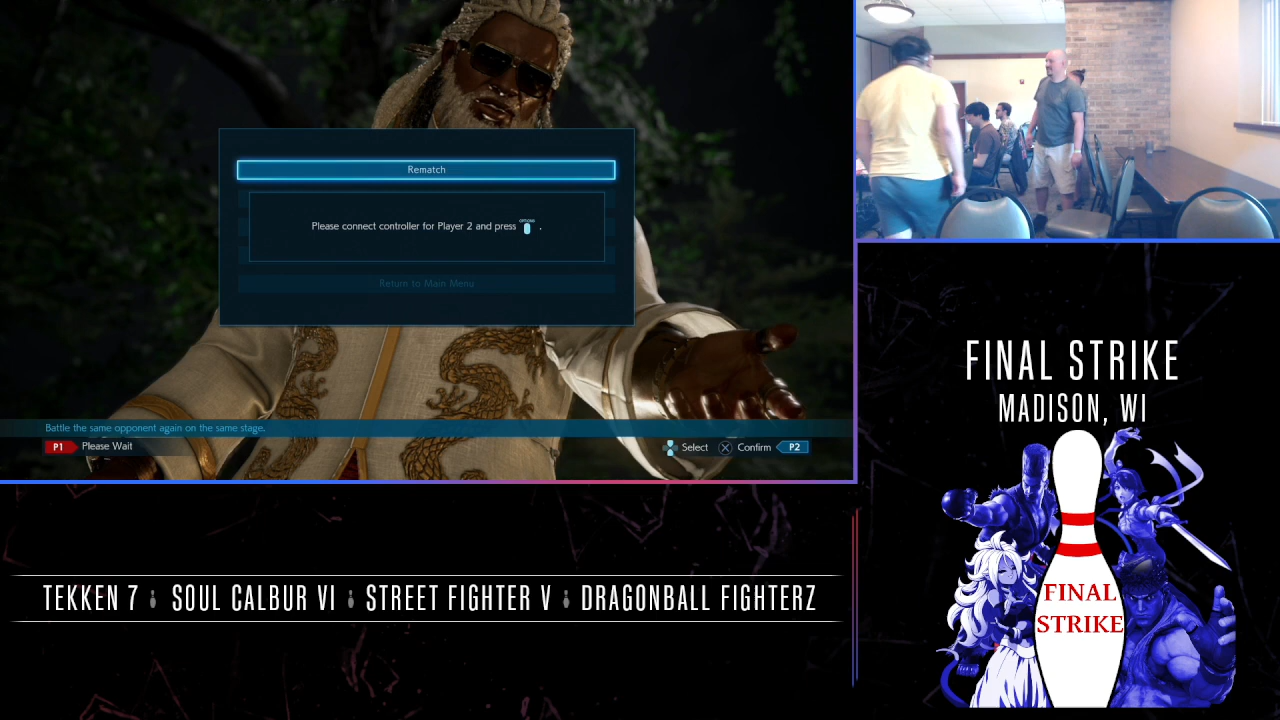 Rematch
Please connect controller for Player 2 and press OPTIONS .
Return to Main Menu
Battle the same opponent again on the same stage.
P1 Please Wait
Select Confirm P2
FINAL STRIKE
MADISON, WI
FINAL
STRIKE
TEKKEN 7 SOUL CALBUR VI STREET FIGHTER V DRAGONBALL FIGHTERZ